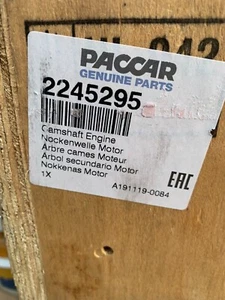 PACCAR
GENUINE PARTS
2245295
Camshaft Engine
Nockenwelle Motor
Arbre cames Moteur
Árbol secundario Motor
Nokkenas Motor
1X
A191119-0084
EAC